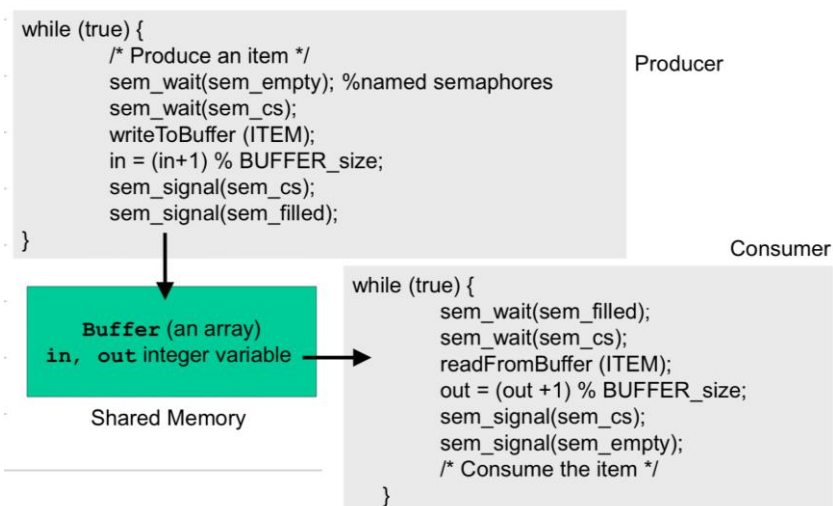 while (true) {
/* Produce an item */
sem_wait(sem_empty); %named semaphores
sem_wait(sem_cs);
writeToBuffer (ITEM);
in = (in+1) % BUFFER_size;
sem_signal(sem_cs);
sem_signal(sem_filled);
}
Producer
Buffer (an array)
in, out integer variable
Shared Memory
Consumer
while (true) {
sem_wait(sem_filled);
sem_wait(sem_cs);
readFromBuffer (ITEM);
out = (out +1) % BUFFER_size;
sem_signal(sem_cs);
sem_signal(sem_empty);
/* Consume the item */
}